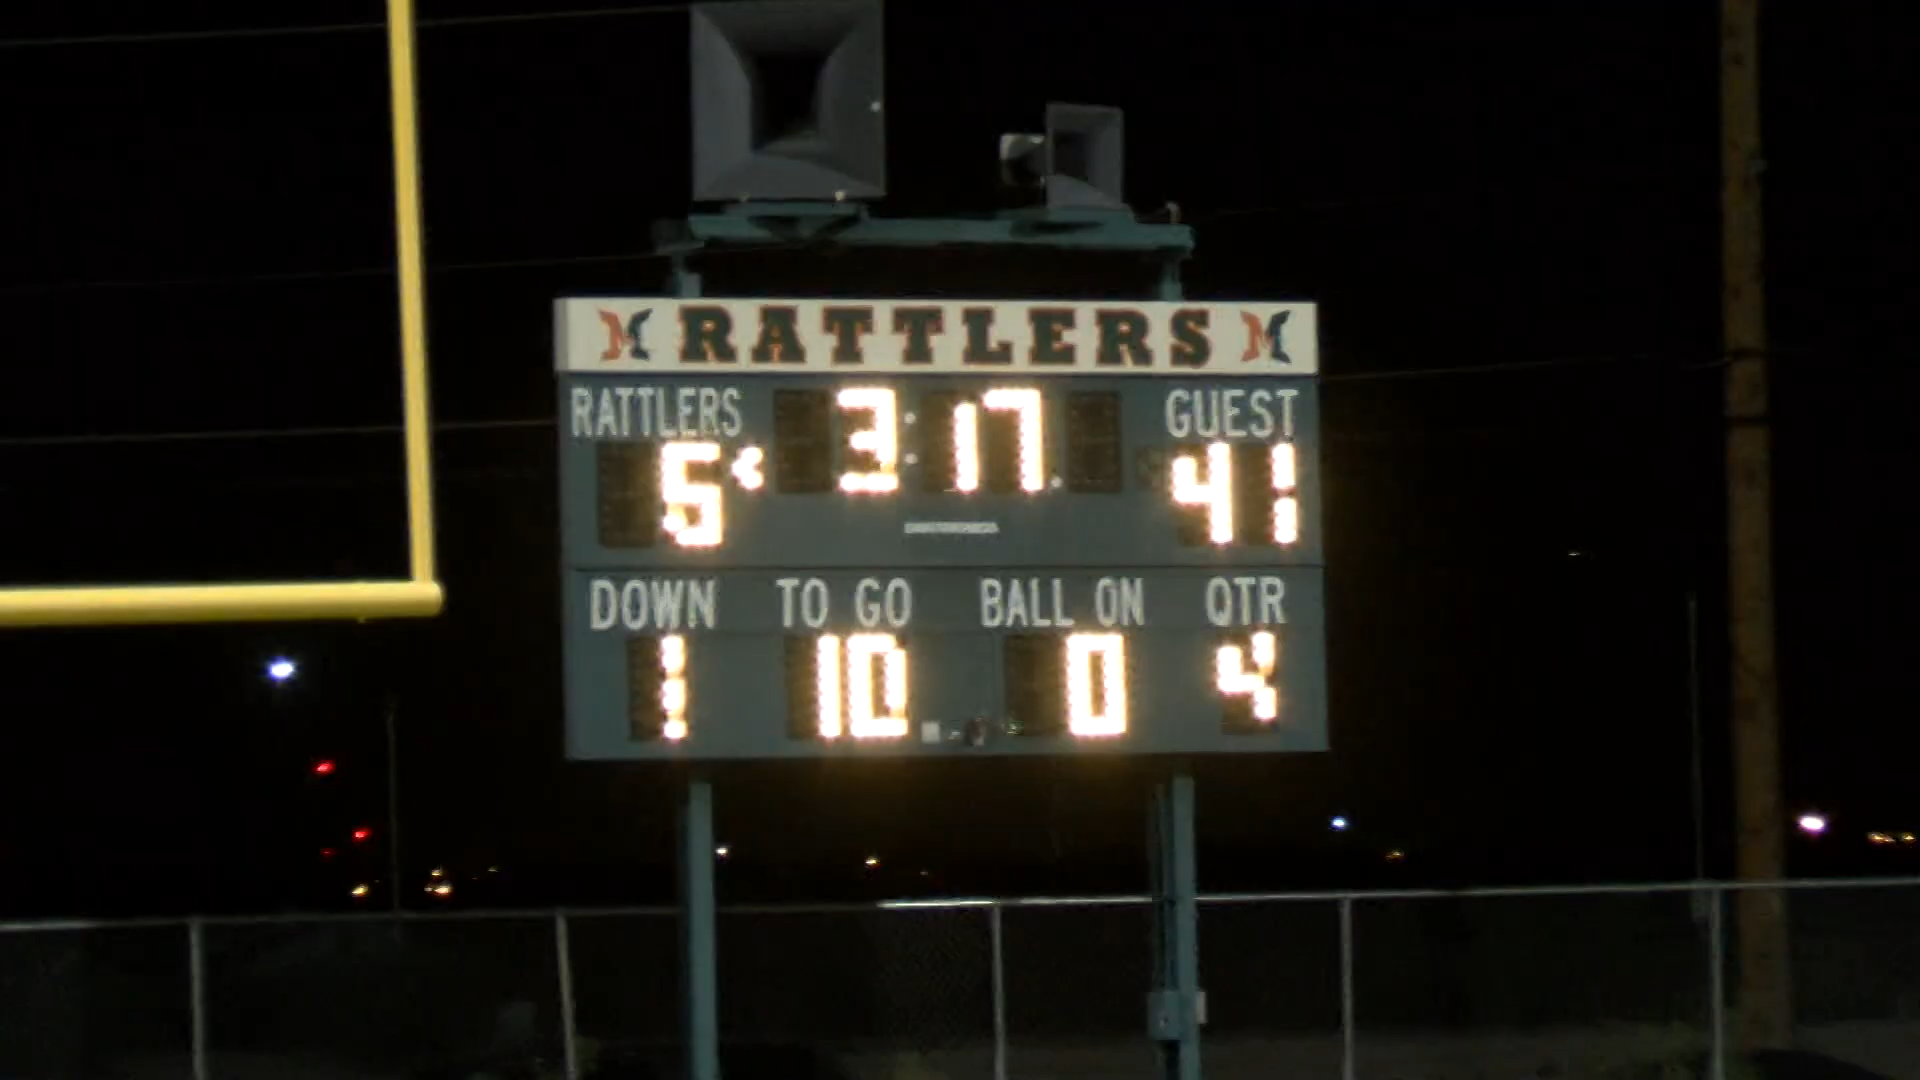 M RATTLERS M
RATTLERS 3:17 GUEST
5 41
DOWN TO GO BALL ON QTR
1 10 0 4